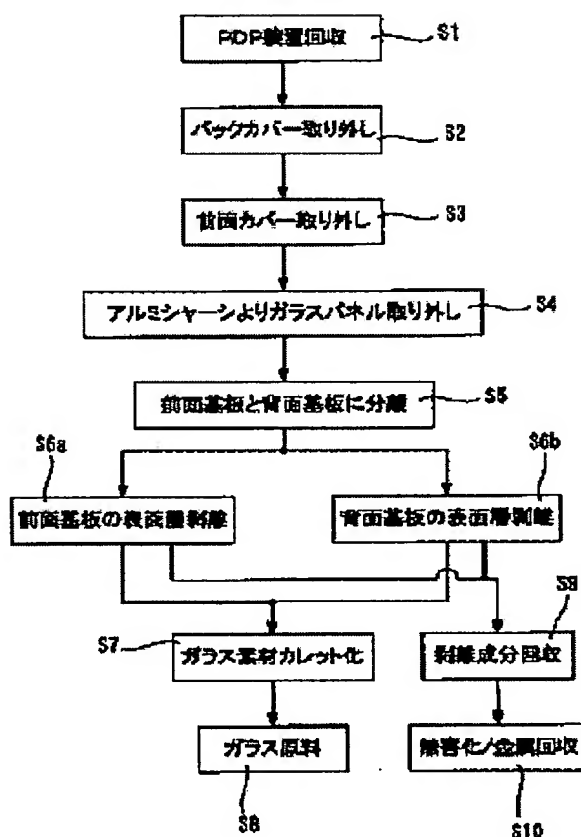 PDP装置回収
S1
バックカバー取り外し
S2
前面カバー取り外し
S3
アルミシャーシよりガラスパネル取り外し
S4
前面基板と背面基板に分離
S5
S6a
S6b
前面基板の表面層剥離
背面基板の表面層剥離
S9
S7
ガラス素材カレット化
剥離成分回収
ガラス原料
無害化/金属回収
S8
S10